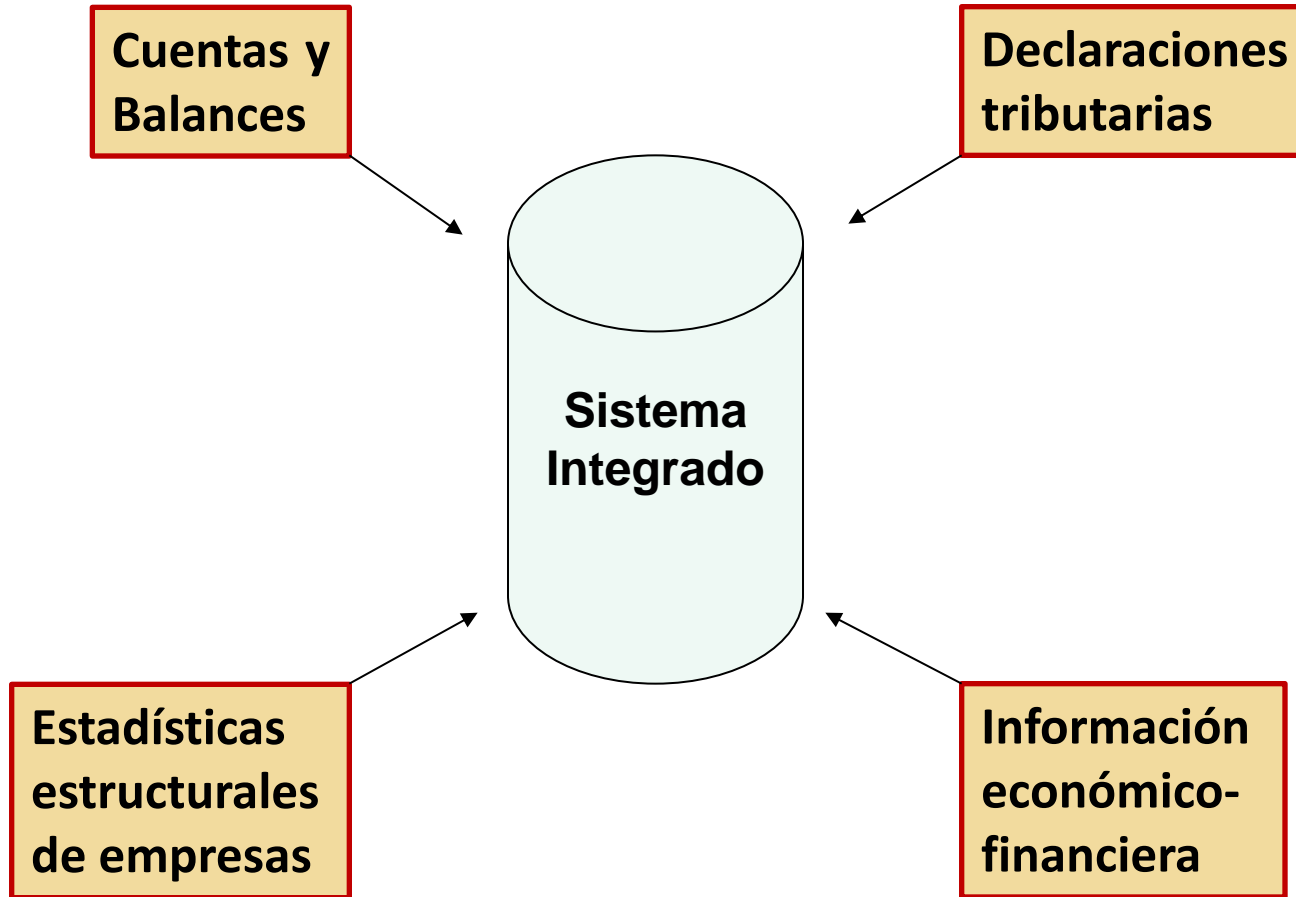 Cuentas y
Balances
Declaraciones
tributarias
Sistema
Integrado
Estadísticas
estructurales
de empresas
Información
económico-
financiera